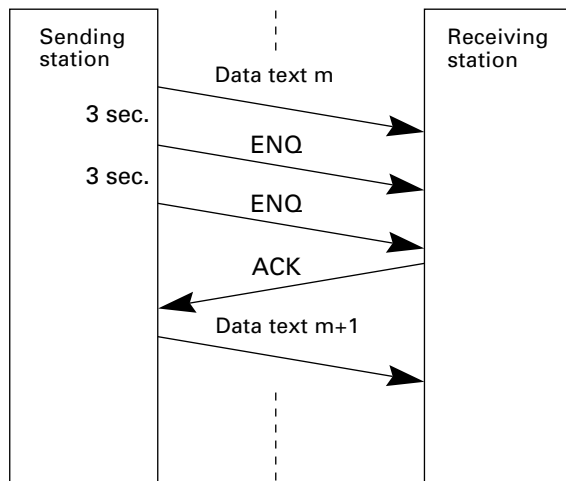 Sending
station
Receiving
station
Data text m
3 sec.
ENQ
3 sec.
ENQ
ACK
Data text m+1